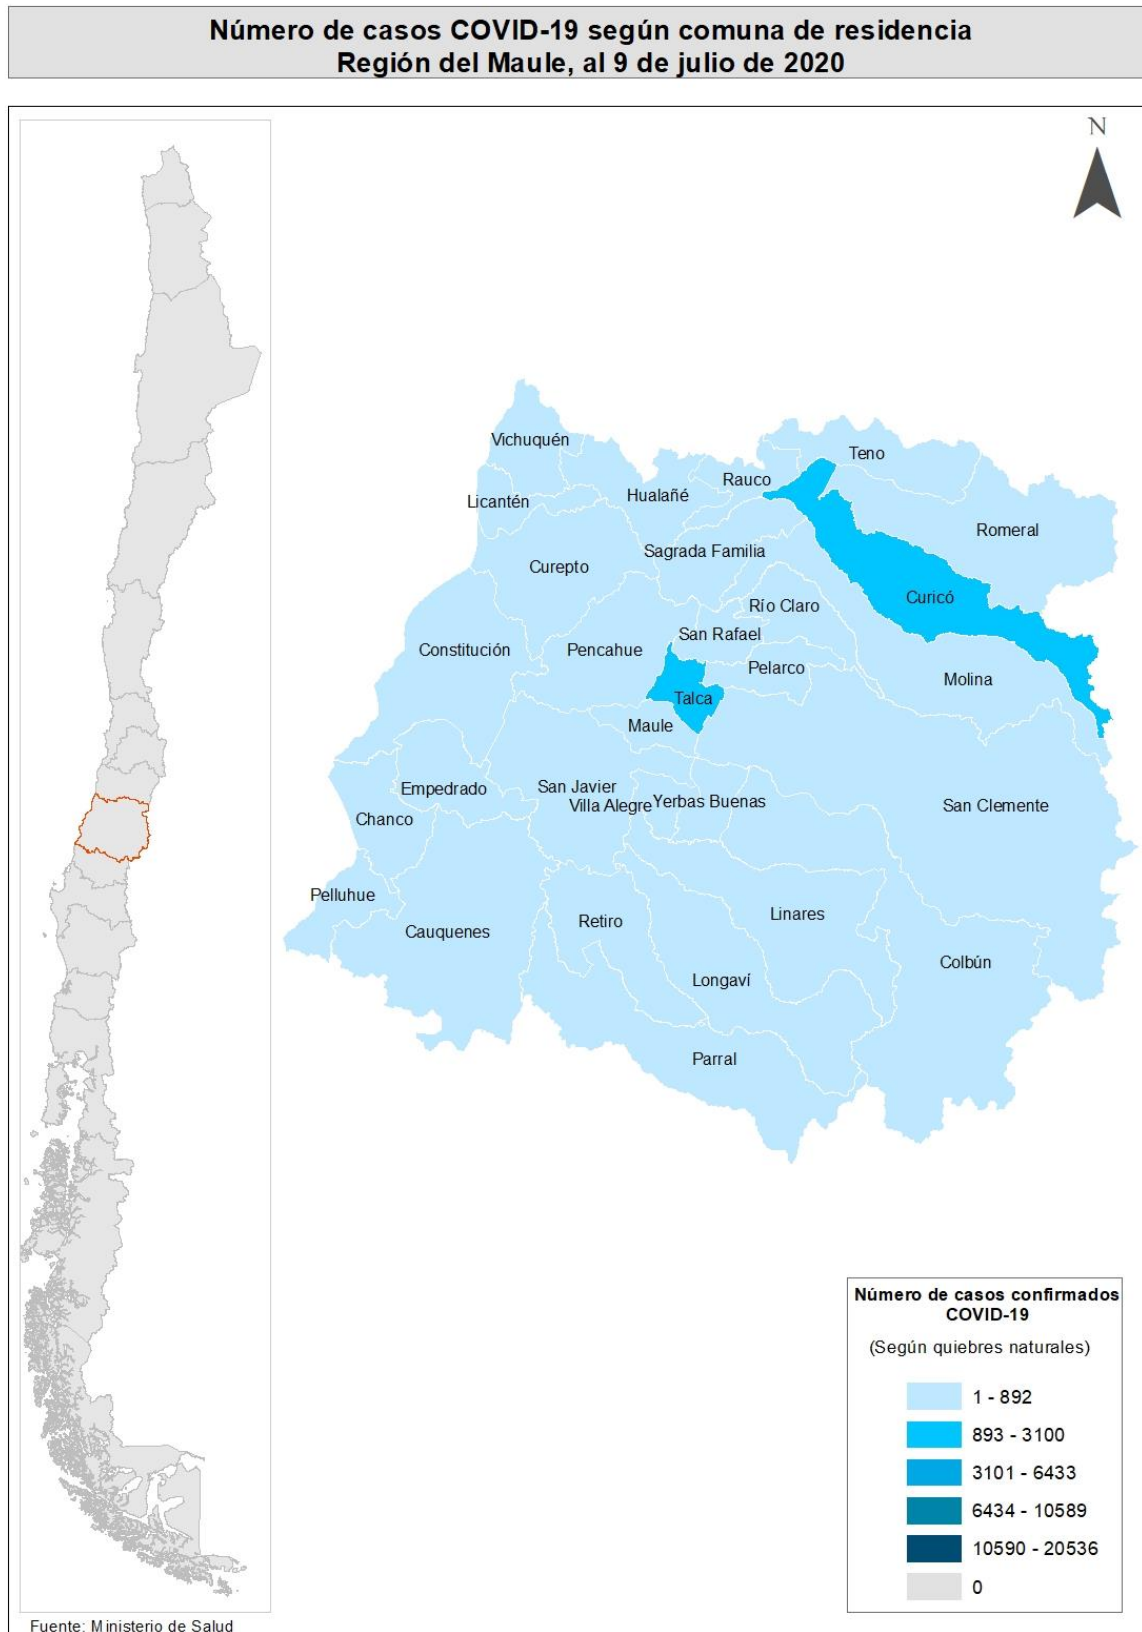 Número de casos COVID-19 según comuna de residencia
Región del Maule, al 9 de julio de 2020
N
Vichuquén
Teno
Rauco
Licantén
Hualañé
Romeral
Sagrada Familia
Curepto
Curicó
Río Claro
San Rafael
Constitución
Pencahue
Pelarco
Molina
Talca
Maule
Empedrado
San Javier
Villa Alegre
Yerbas Buenas
San Clemente
Chanco
Pelluhue
Cauquenes
Retiro
Linares
Colbún
Longaví
Parral
Número de casos confirmados
COVID-19
(Según quiebres naturales)
1 - 892
893 - 3100
3101 - 6433
6434 - 10589
10590 - 20536
0
Fuente: Ministerio de Salud